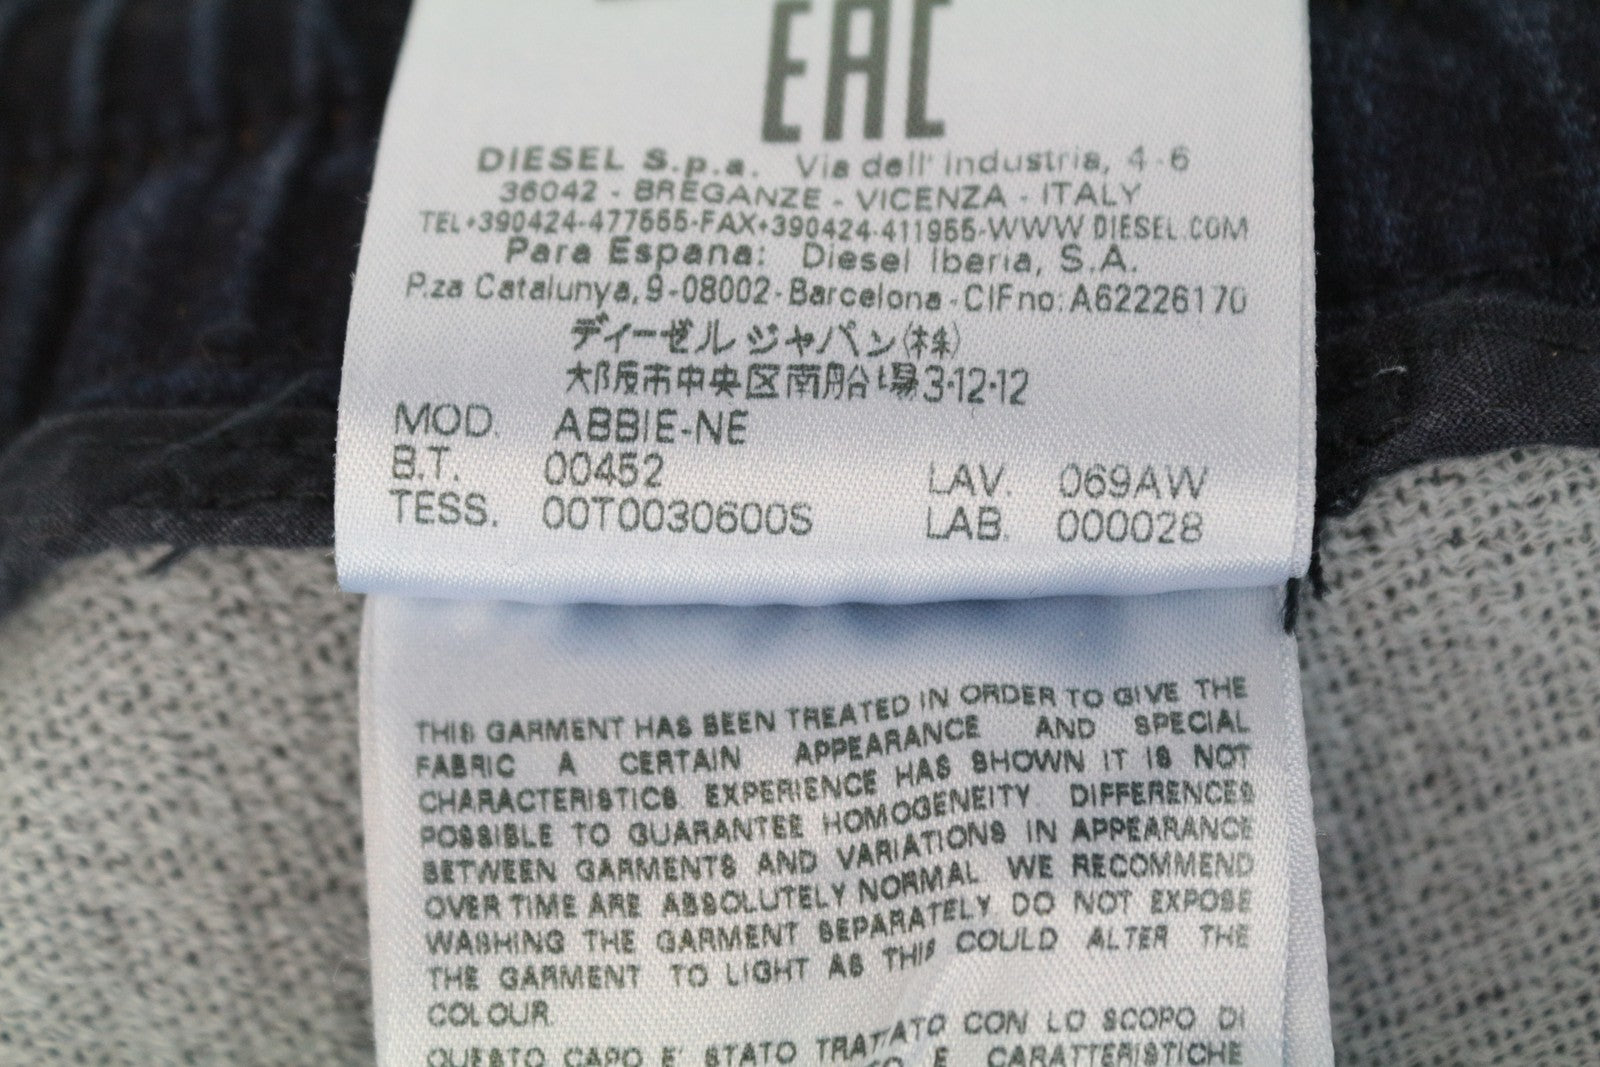 EAC
DIESEL S.p.a. Via dell' Industria, 4-6
36042 - BREGANZE - VICENZA - ITALY
TEL+390424-477555-FAX+390424-411955-WWW DIESEL.COM
Para Espana: Diesel Iberia, S.A.
P.za Catalunya, 9-08002-Barcelona-CIF no: A62226170
ディーゼル ジャパン(株)
大阪市中央区南船場3-12-12
MOD. ABBIE-NE
B.T. 00452 LAV. 069AW
TESS. 00T0030600S LAB. 000028
THIS GARMENT HAS BEEN TREATED IN ORDER TO GIVE THE
FABRIC A CERTAIN APPEARANCE AND SPECIAL
CHARACTERISTICS EXPERIENCE HAS SHOWN IT IS NOT
POSSIBLE TO GUARANTEE HOMOGENEITY DIFFERENCES
BETWEEN GARMENTS AND VARIATIONS IN APPEARANCE
OVER TIME ARE ABSOLUTELY NORMAL WE RECOMMEND
WASHING THE GARMENT SEPARATELY DO NOT EXPOSE
THE GARMENT TO LIGHT AS THIS COULD ALTER THE
COLOUR
QUESTO CAPO E' STATO TRATTATO CON LO SCOPO DI
E CARATTERISTICHE